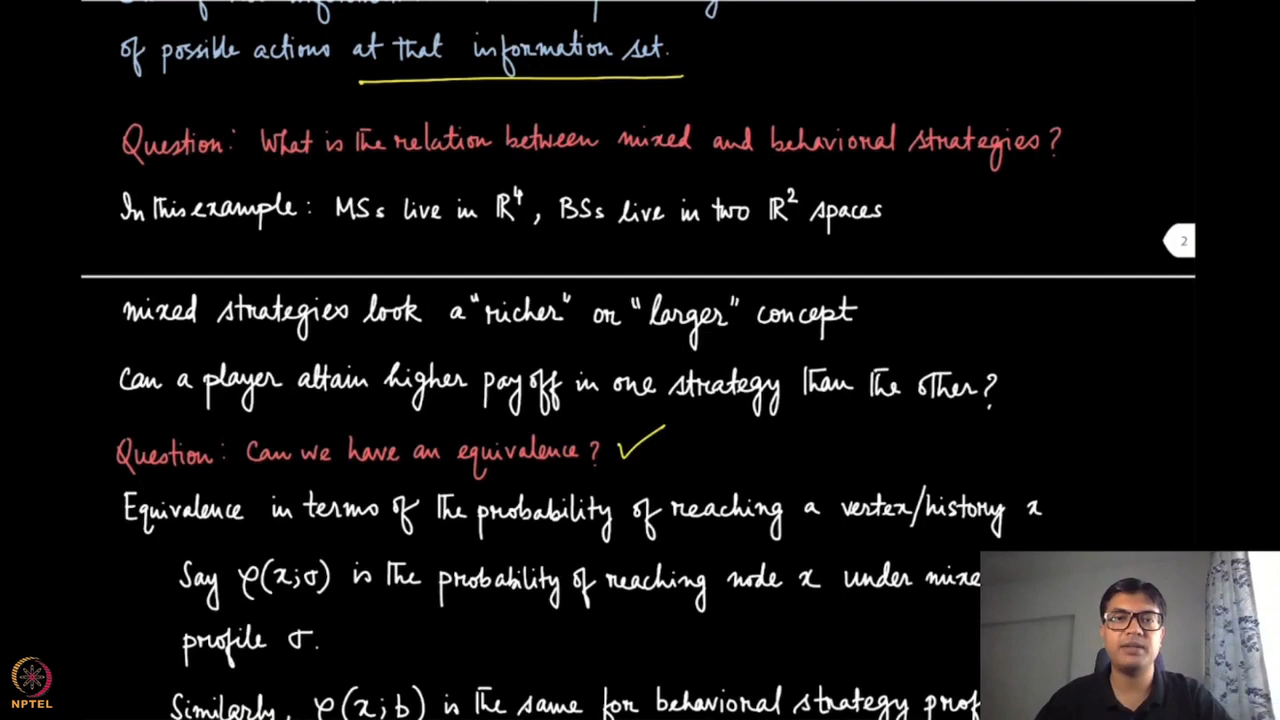 of possible actions at that information set.
Question: What is the relation between mixed and behavioral strategies?
In this example: MSs live in ℝ⁴, BSs live in two ℝ² spaces
2
mixed strategies look a "richer" or "larger" concept
Can a player attain higher payoff in one strategy than the other?
Question: Can we have an equivalence? ✓
Equivalence in terms of the probability of reaching a vertex/history x
Say ρ(x;σ) is the probability of reaching node x under mixe
profile σ.
Similarly, ρ(x;b) is the same for behavioral strategy prof
NPTEL